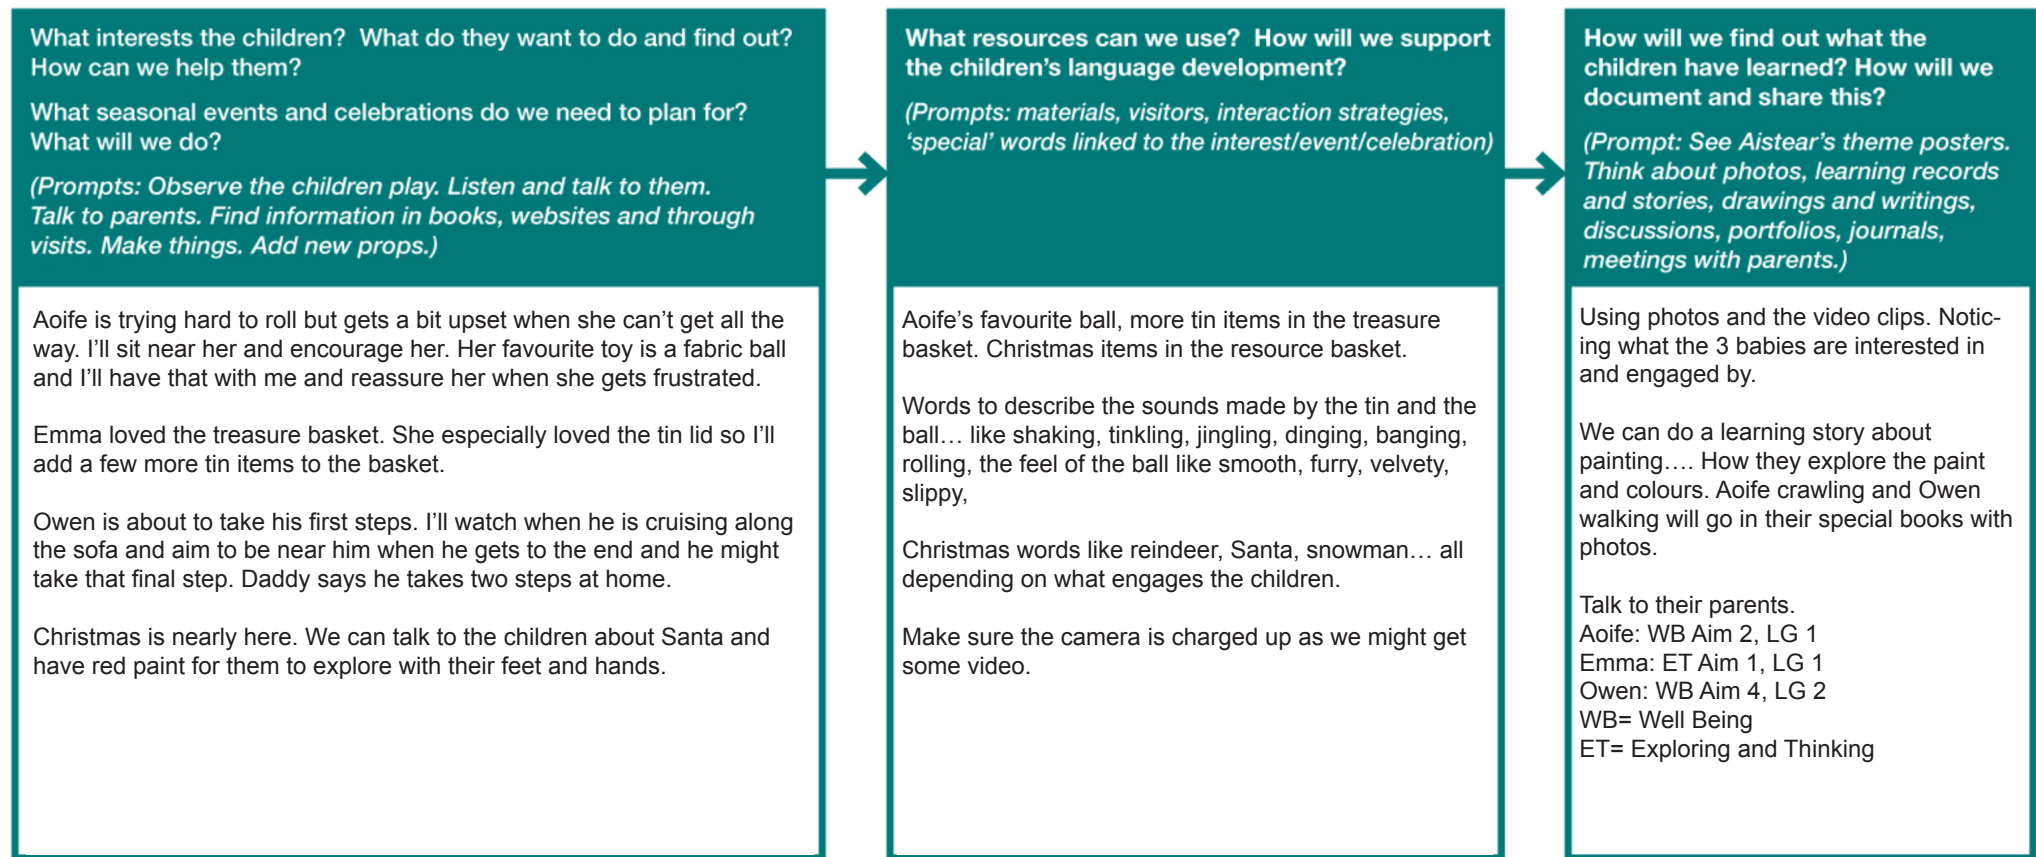 What interests the children?  What do they want to do and find out?
How can we help them?
What seasonal events and celebrations do we need to plan for?
What will we do?
(Prompts: Observe the children play. Listen and talk to them.
Talk to parents. Find information in books, websites and through
visits. Make things. Add new props.)
Aoife is trying hard to roll but gets a bit upset when she can’t get all the
way. I’ll sit near her and encourage her. Her favourite toy is a fabric ball
and I’ll have that with me and reassure her when she gets frustrated.
Emma loved the treasure basket. She especially loved the tin lid so I’ll
add a few more tin items to the basket.
Owen is about to take his first steps. I’ll watch when he is cruising along
the sofa and aim to be near him when he gets to the end and he might
take that final step. Daddy says he takes two steps at home.
Christmas is nearly here. We can talk to the children about Santa and
have red paint for them to explore with their feet and hands.
What resources can we use?  How will we support
the children’s language development?
(Prompts: materials, visitors, interaction strategies,
‘special’ words linked to the interest/event/celebration)
Aoife’s favourite ball, more tin items in the treasure
basket. Christmas items in the resource basket.
Words to describe the sounds made by the tin and the
ball… like shaking, tinkling, jingling, dinging, banging,
rolling, the feel of the ball like smooth, furry, velvety,
slippy,
Christmas words like reindeer, Santa, snowman… all
depending on what engages the children.
Make sure the camera is charged up as we might get
some video.
How will we find out what the
children have learned? How will we
document and share this?
(Prompt: See Aistear’s theme posters.
Think about photos, learning records
and stories, drawings and writings,
discussions, portfolios, journals,
meetings with parents.)
Using photos and the video clips. Notic-
ing what the 3 babies are interested in
and engaged by.
We can do a learning story about
painting…. How they explore the paint
and colours. Aoife crawling and Owen
walking will go in their special books with
photos.
Talk to their parents.
Aoife: WB Aim 2, LG 1
Emma: ET Aim 1, LG 1
Owen: WB Aim 4, LG 2
WB= Well Being
ET= Exploring and Thinking